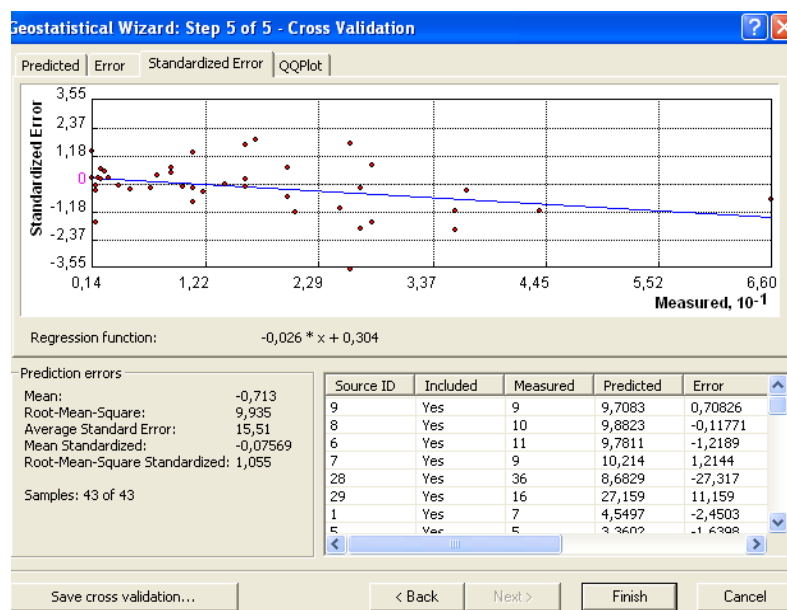 Geostatistical Wizard: Step 5 of 5 - Cross Validation
Predicted Error Standardized Error QQPlot
Standardized Error
3,55
2,37
1,18
0
-1,18
-2,37
-3,55
0,14 1,22 2,29 3,37 4,45 5,52 6,60
Measured, 10-1
Regression function: -0,026 * x + 0,304
Prediction errors
Mean: -0,713
Root-Mean-Square: 9,935
Average Standard Error: 15,51
Mean Standardized: -0,07569
Root-Mean-Square Standardized: 1,055
Samples: 43 of 43
Source ID Included Measured Predicted Error
9 Yes 9 9,7083 0,70826
8 Yes 10 9,8823 -0,11771
6 Yes 11 9,7811 -1,2189
7 Yes 9 10,214 1,2144
28 Yes 36 8,6829 -27,317
29 Yes 16 27,159 11,159
1 Yes 7 4,5497 -2,4503
5 Yes 5 3,3602 -1,6398
Save cross validation... < Back Next > Finish Cancel